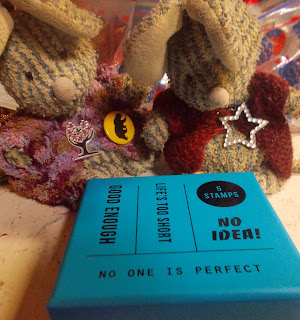 GOOD ENOUGH
LIFE'S TOO SHORT
5
STAMPS
NO
IDEA!
NO ONE IS PERFECT